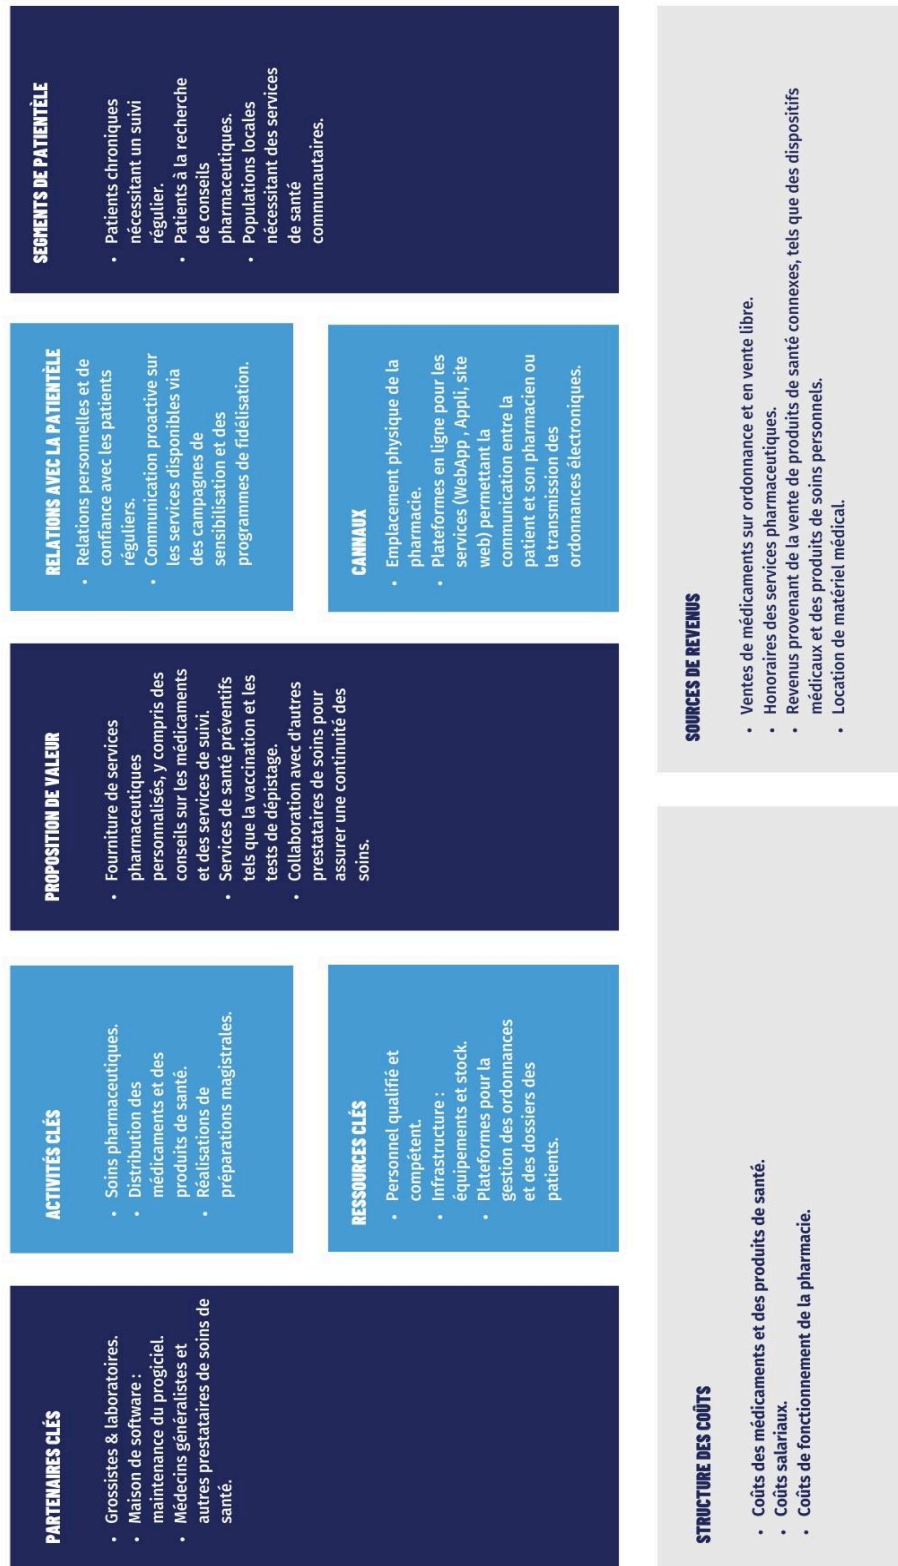 PARTENAIRES CLÉS
• Grossistes & laboratoires.
• Maison de software :
maintenance du progiciel.
• Médecins généralistes et
autres prestataires de soins de
santé.
ACTIVITÉS CLÉS
• Soins pharmaceutiques.
• Distribution des
médicaments et des
produits de santé.
• Réalisations de
préparations magistrales.
RESSOURCES CLÉS
• Personnel qualifié et
compétent.
• Infrastructure :
équipements et stock.
• Plateformes pour la
gestion des ordonnances
et des dossiers des
patients.
PROPOSITION DE VALEUR
• Fourniture de services
pharmaceutiques
personnalisés, y compris des
conseils sur les médicaments
et des services de suivi.
• Services de santé préventifs
tels que la vaccination et les
tests de dépistage.
• Collaboration avec d'autres
prestataires de soins pour
assurer une continuité des
soins.
RELATIONS AVEC LA PATIENTÈLE
• Relations personnelles et de
confiance avec les patients
réguliers.
• Communication proactive sur
les services disponibles via
des campagnes de
sensibilisation et des
programmes de fidélisation.
CANNAUX
• Emplacement physique de la
pharmacie.
• Plateformes en ligne pour les
services (WebApp , Appli, site
web) permettant la
communication entre la
patient et son pharmacien ou
la transmission des
ordonnances électroniques.
SEGMENTS DE PATIENTÈLE
• Patients chroniques
nécessitant un suivi
régulier.
• Patients à la recherche
de conseils
pharmaceutiques.
• Populations locales
nécessitant des services
de santé
communautaires.
STRUCTURE DES COÛTS
• Coûts des médicaments et des produits de santé.
• Coûts salariaux.
• Coûts de fonctionnement de la pharmacie.
SOURCES DE REVENUS
• Ventes de médicaments sur ordonnance et en vente libre.
• Honoraires des services pharmaceutiques.
• Revenus provenant de la vente de produits de santé connexes, tels que des dispositifs
médicaux et des produits de soins personnels.
• Location de matériel médical.